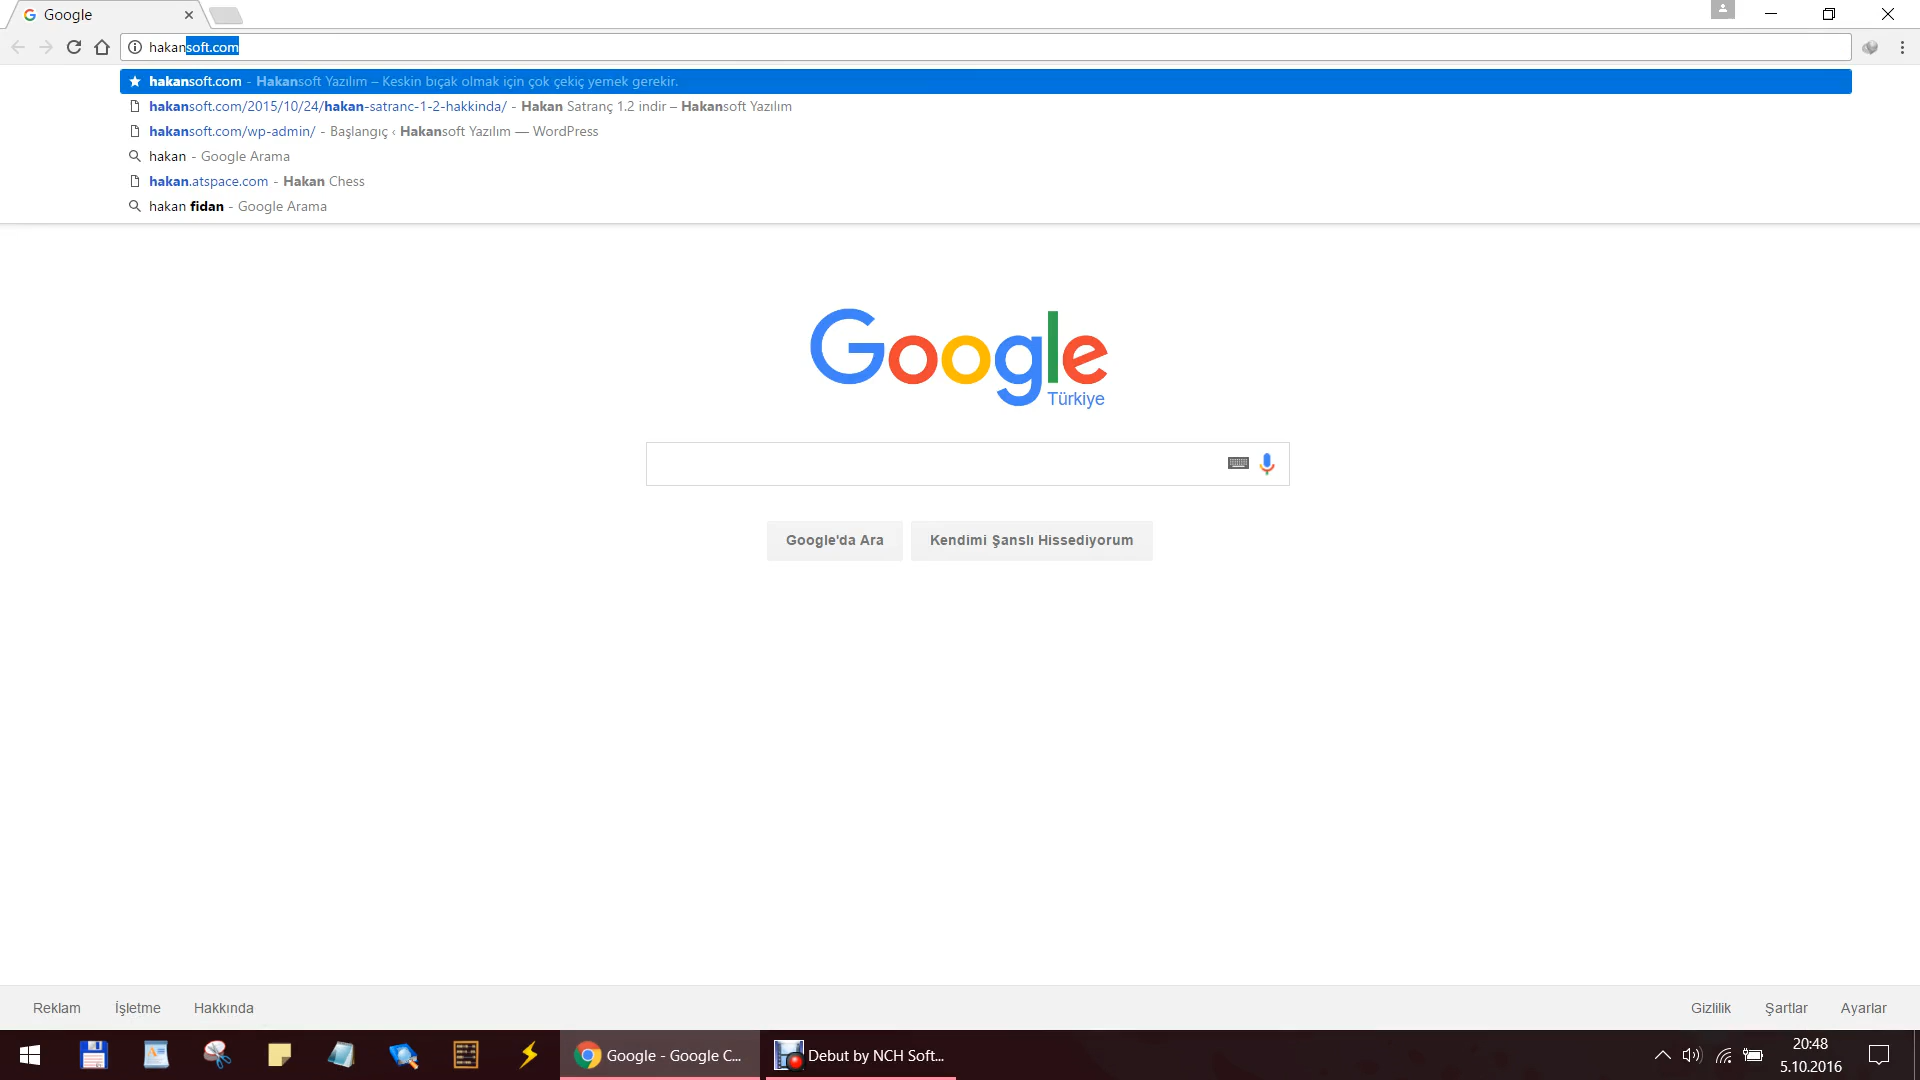 Google
hakansoft.com
hakansoft.com - Hakansoft Yazılım – Keskin bıçak olmak için çok çekiç yemek gerekir.
hakansoft.com/2015/10/24/hakan-satranc-1-2-hakkinda/ - Hakan Satranç 1.2 indir – Hakansoft Yazılım
hakansoft.com/wp-admin/ - Başlangıç ‹ Hakansoft Yazılım — WordPress
hakan - Google Arama
hakan.atspace.com - Hakan Chess
hakan fidan - Google Arama
Google
Türkiye
Google'da Ara Kendimi Şanslı Hissediyorum
Reklam İşletme Hakkında Gizlilik Şartlar Ayarlar
Google - Google C... Debut by NCH Soft... 20:48
5.10.2016